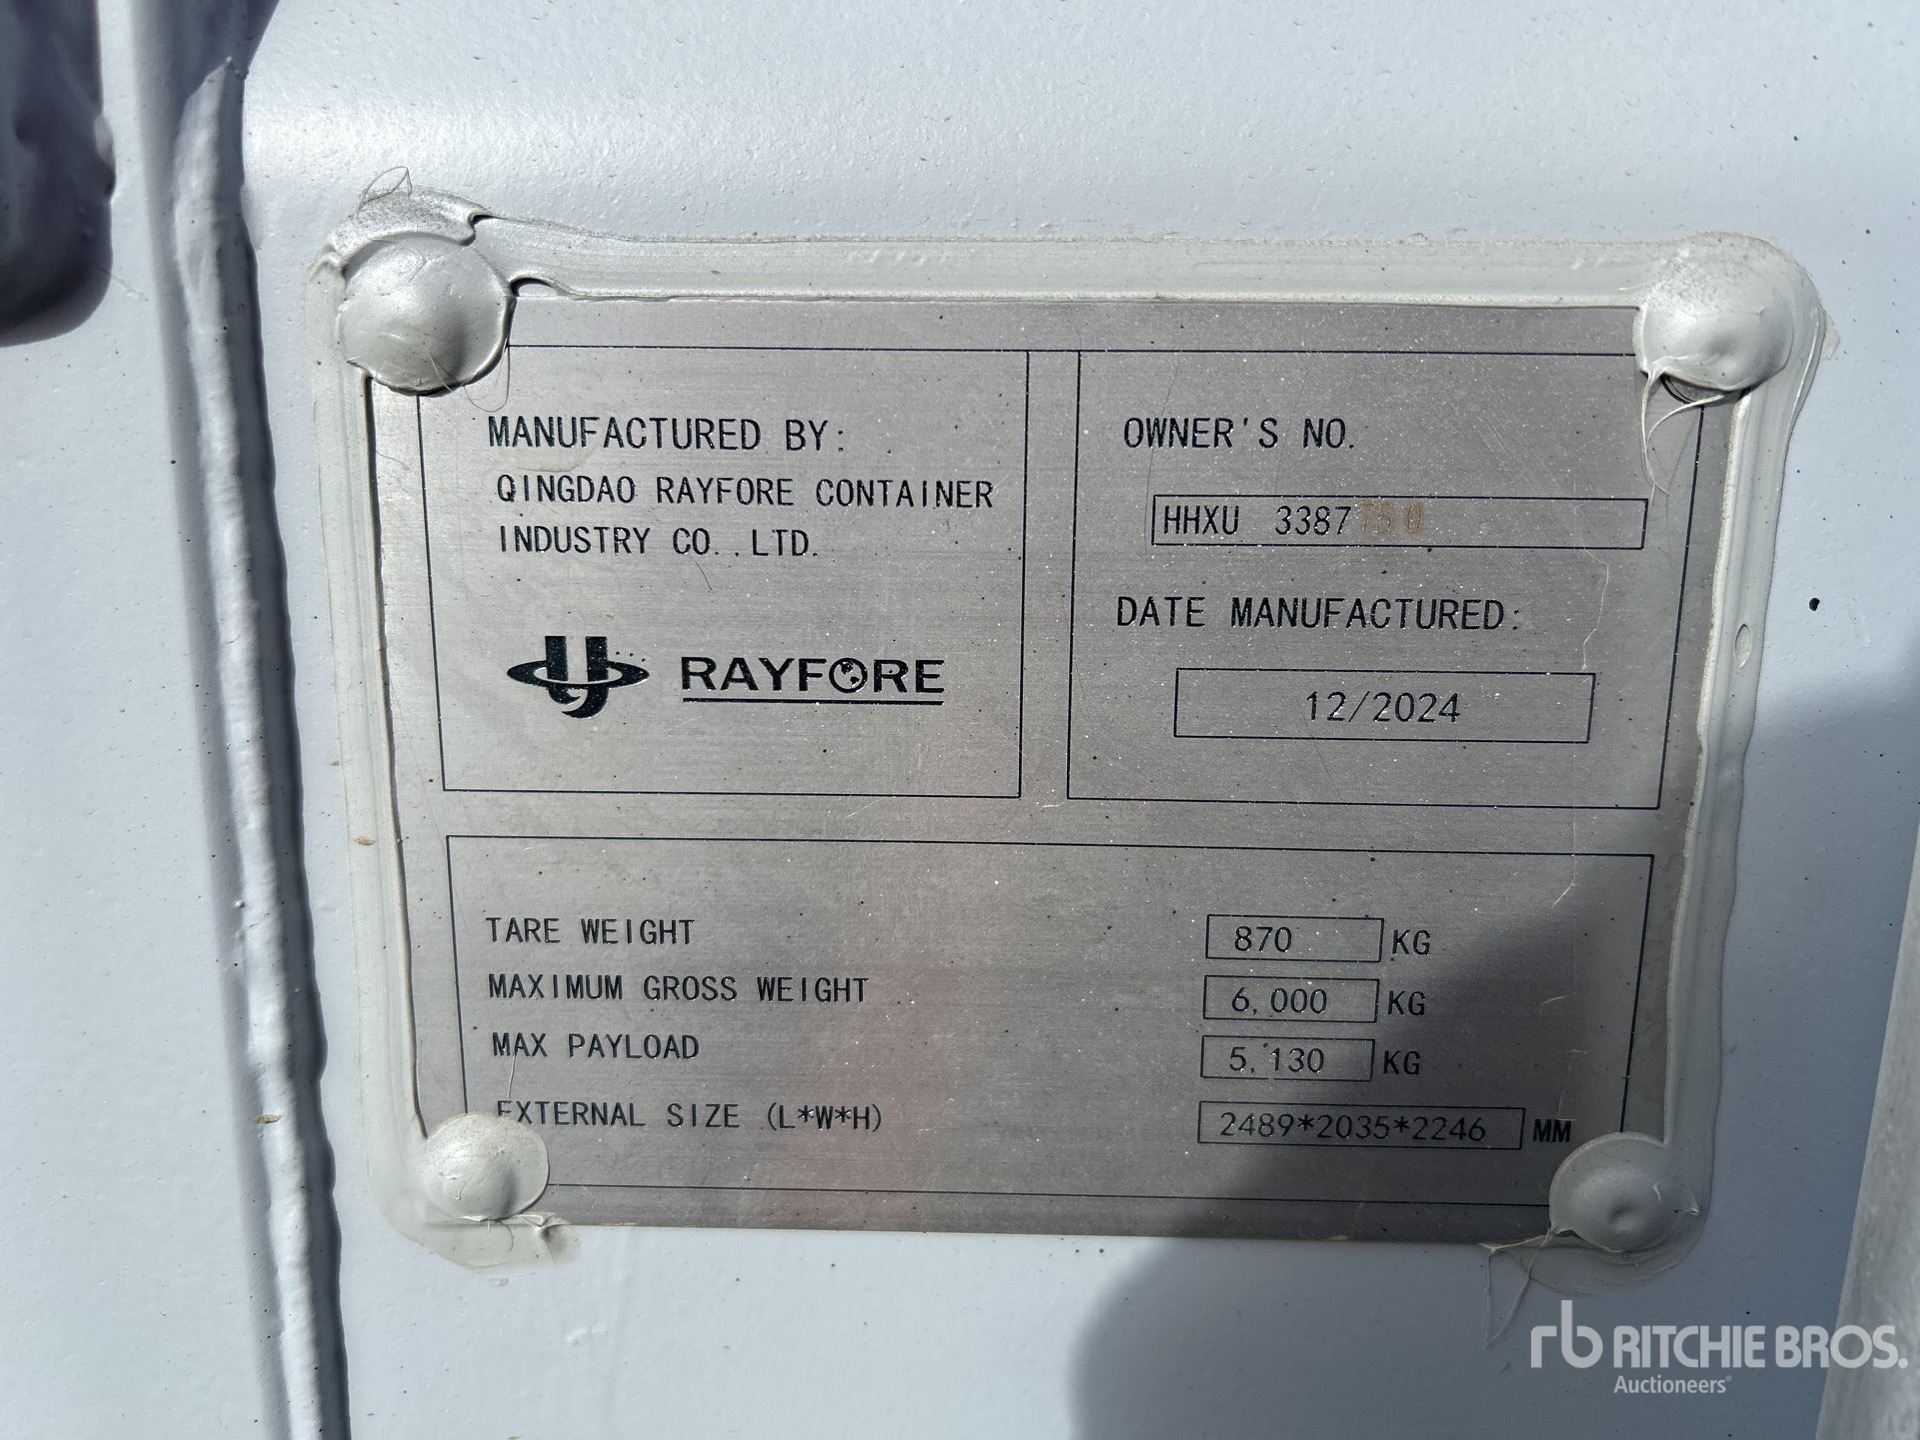 MANUFACTURED BY:
QINGDAO RAYFORE CONTAINER
INDUSTRY CO.,LTD.
RAYFORE
OWNER'S NO.
HHXU 3387
DATE MANUFACTURED:
12/2024
TARE WEIGHT 870 KG
MAXIMUM GROSS WEIGHT 6,000 KG
MAX PAYLOAD 5,130 KG
EXTERNAL SIZE (L*W*H) 2489*2035*2246 MM
rb RITCHIE BROS.
Auctioneers